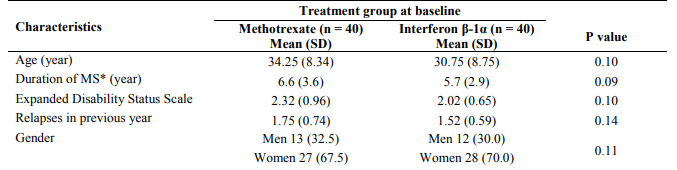 Treatment group at baseline
Characteristics Methotrexate (n = 40) Interferon β-1α (n = 40) P value
Mean (SD) Mean (SD)
Age (year) 34.25 (8.34) 30.75 (8.75) 0.10
Duration of MS* (year) 6.6 (3.6) 5.7 (2.9) 0.09
Expanded Disability Status Scale 2.32 (0.96) 2.02 (0.65) 0.10
Relapses in previous year 1.75 (0.74) 1.52 (0.59) 0.14
Gender Men 13 (32.5) Men 12 (30.0) 0.11
Women 27 (67.5) Women 28 (70.0)